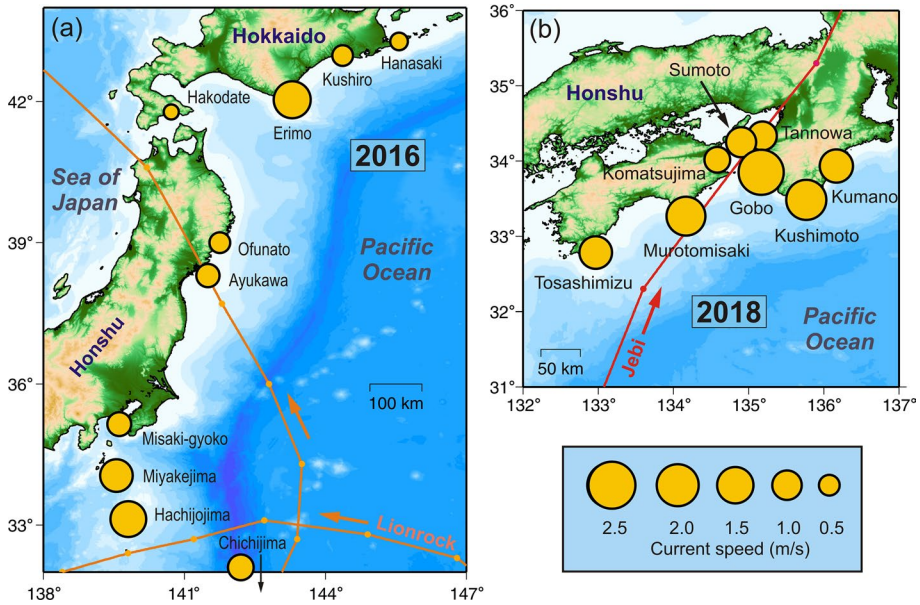 (a)
Hokkaido
Hanasaki
Kushiro
Hakodate
Erimo
2016
Sea of
Japan
Pacific
Ocean
Ofunato
Ayukawa
Honshu
100 km
Misaki-gyoko
Miyakejima
Hachijojima
Lionrock
Chichijima
42°
39°
36°
33°
138° 141° 144° 147°
(b)
Sumoto
Honshu
Tannowa
Komatsujima
Gobo
Kumano
Kushimoto
Murotomisaki
Tosashimizu
2018
Pacific
Ocean
Jebi
50 km
36°
35°
34°
33°
32°
31°
132° 133° 134° 135° 136° 137°
2.5 2.0 1.5 1.0 0.5
Current speed (m/s)